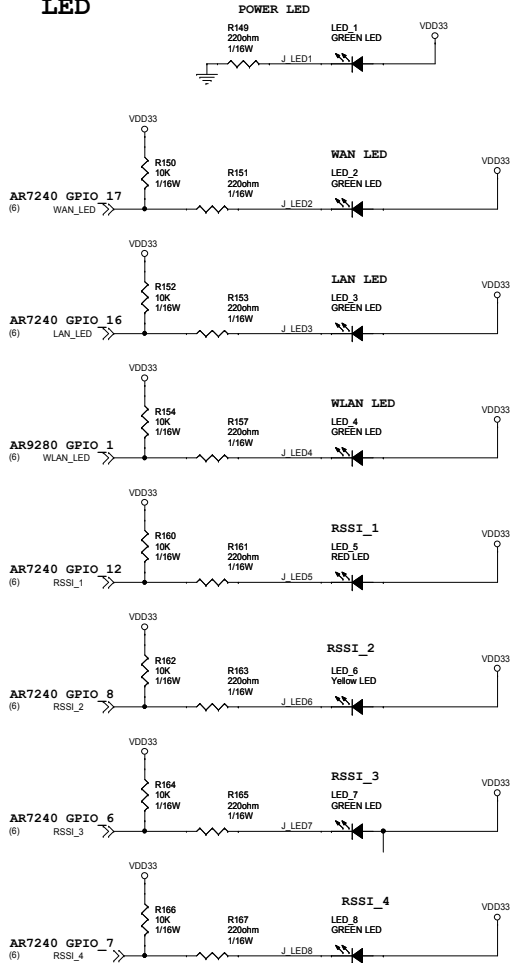 LED
POWER LED
R149
220ohm
1/16W
J_LED1
LED_1
GREEN LED
VDD33
VDD33
R150
10K
1/16W
AR7240 GPIO_17
(6) WAN_LED
R151
220ohm
1/16W
J_LED2
WAN LED
LED_2
GREEN LED
VDD33
VDD33
R152
10K
1/16W
AR7240 GPIO_16
(6) LAN_LED
R153
220ohm
1/16W
J_LED3
LAN LED
LED_3
GREEN LED
VDD33
VDD33
R154
10K
1/16W
AR9280 GPIO_1
(6) WLAN_LED
R157
220ohm
1/16W
J_LED4
WLAN LED
LED_4
GREEN LED
VDD33
VDD33
R160
10K
1/16W
AR7240 GPIO_12
(6) RSSI_1
R161
220ohm
1/16W
J_LED5
RSSI_1
LED_5
RED LED
VDD33
VDD33
R162
10K
1/16W
AR7240 GPIO_8
(6) RSSI_2
R163
220ohm
1/16W
J_LED6
RSSI_2
LED_6
Yellow LED
VDD33
VDD33
R164
10K
1/16W
AR7240 GPIO_6
(6) RSSI_3
R165
220ohm
1/16W
J_LED7
RSSI_3
LED_7
GREEN LED
VDD33
VDD33
R166
10K
1/16W
AR7240 GPIO_7
(6) RSSI_4
R167
220ohm
1/16W
J_LED8
RSSI_4
LED_8
GREEN LED
VDD33